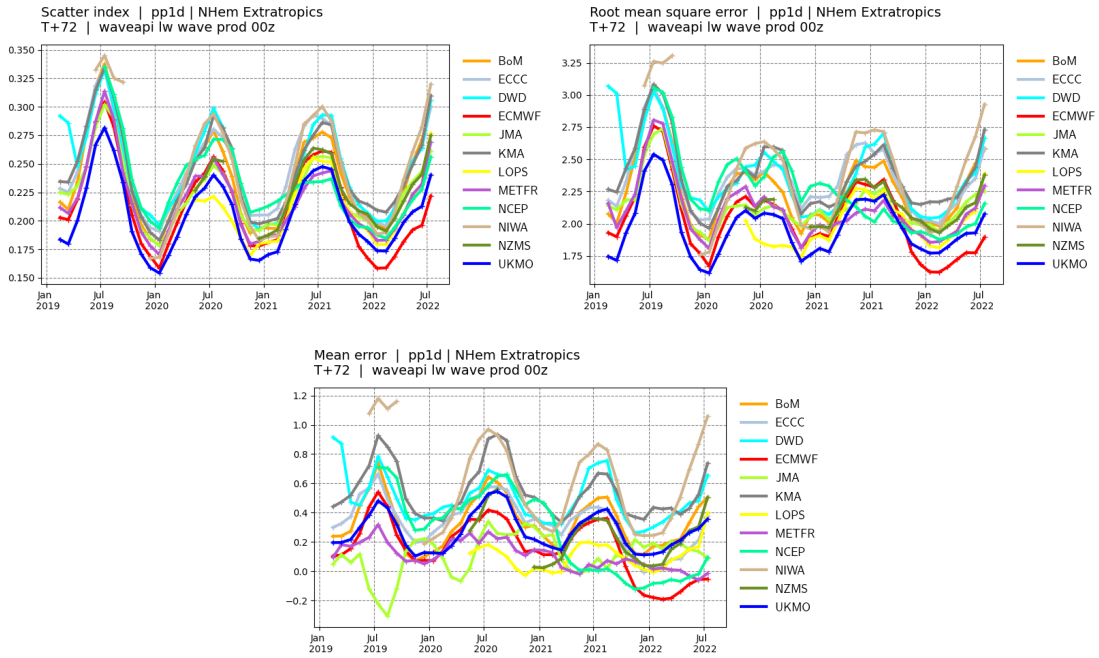 Scatter index | pp1d | NHem Extratropics
T+72 | waveapi lw wave prod 00z
0.350
0.325
0.300
0.275
0.250
0.225
0.200
0.175
0.150
Jan 2019
Jul 2019
Jan 2020
Jul 2020
Jan 2021
Jul 2021
Jan 2022
Jul 2022
BoM
ECCC
DWD
ECMWF
JMA
KMA
LOPS
METFR
NCEP
NIWA
NZMS
UKMO
Root mean square error | pp1d | NHem Extratropics
T+72 | waveapi lw wave prod 00z
3.25
3.00
2.75
2.50
2.25
2.00
1.75
Jan 2019
Jul 2019
Jan 2020
Jul 2020
Jan 2021
Jul 2021
Jan 2022
Jul 2022
BoM
ECCC
DWD
ECMWF
JMA
KMA
LOPS
METFR
NCEP
NIWA
NZMS
UKMO
Mean error | pp1d | NHem Extratropics
T+72 | waveapi lw wave prod 00z
1.2
1.0
0.8
0.6
0.4
0.2
0.0
−0.2
Jan 2019
Jul 2019
Jan 2020
Jul 2020
Jan 2021
Jul 2021
Jan 2022
Jul 2022
BoM
ECCC
DWD
ECMWF
JMA
KMA
LOPS
METFR
NCEP
NIWA
NZMS
UKMO